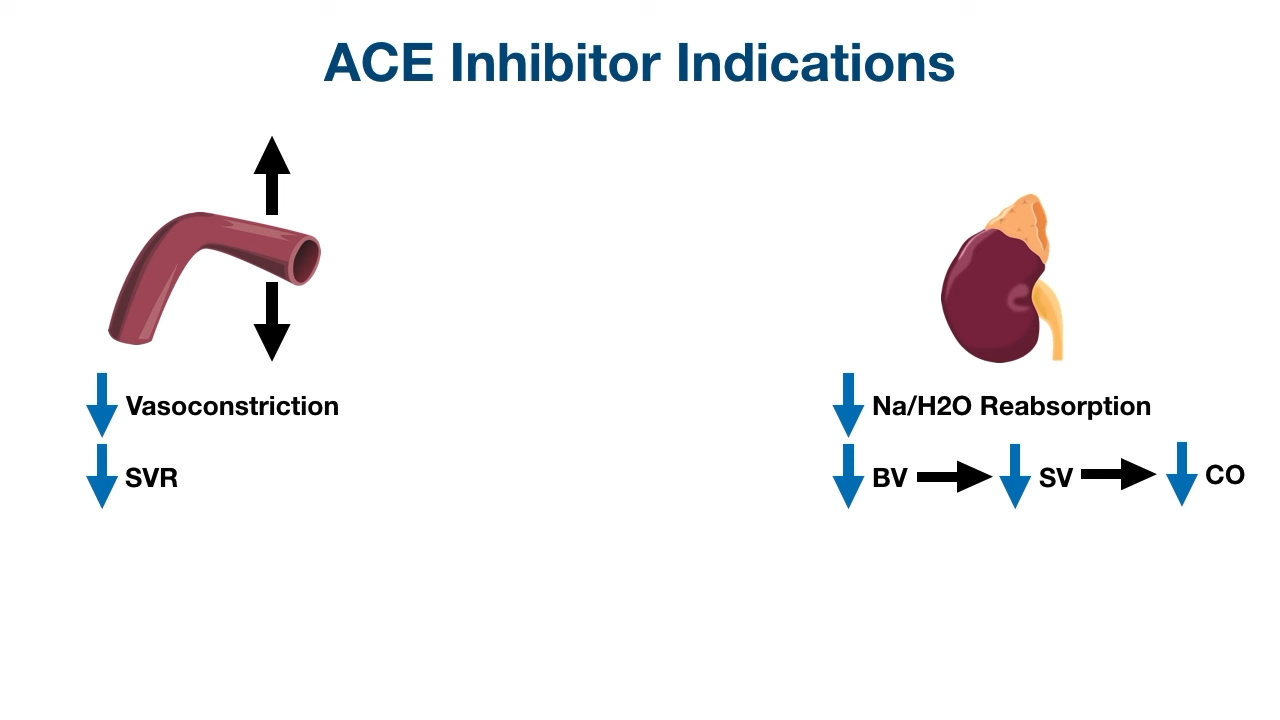 ACE Inhibitor Indications
Vasoconstriction
SVR
Na/H2O Reabsorption
BV
SV
CO